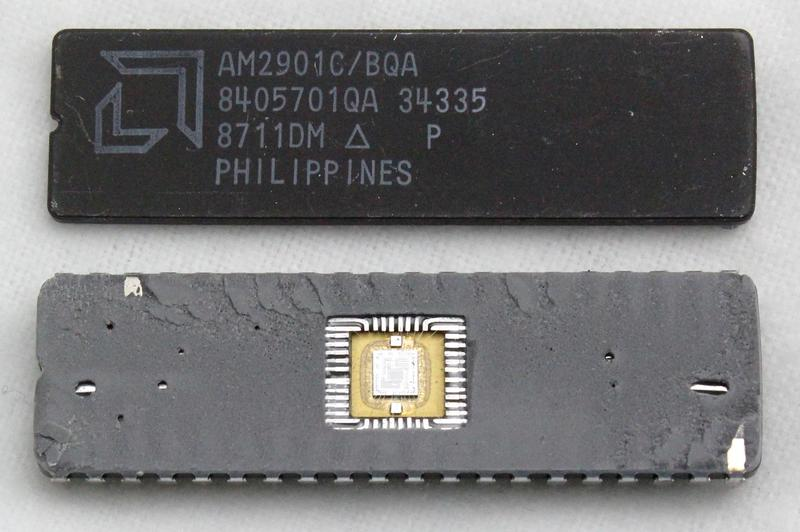 AM2901C/BQA
8405701QA 34335
8711DM △ P
PHILIPPINES